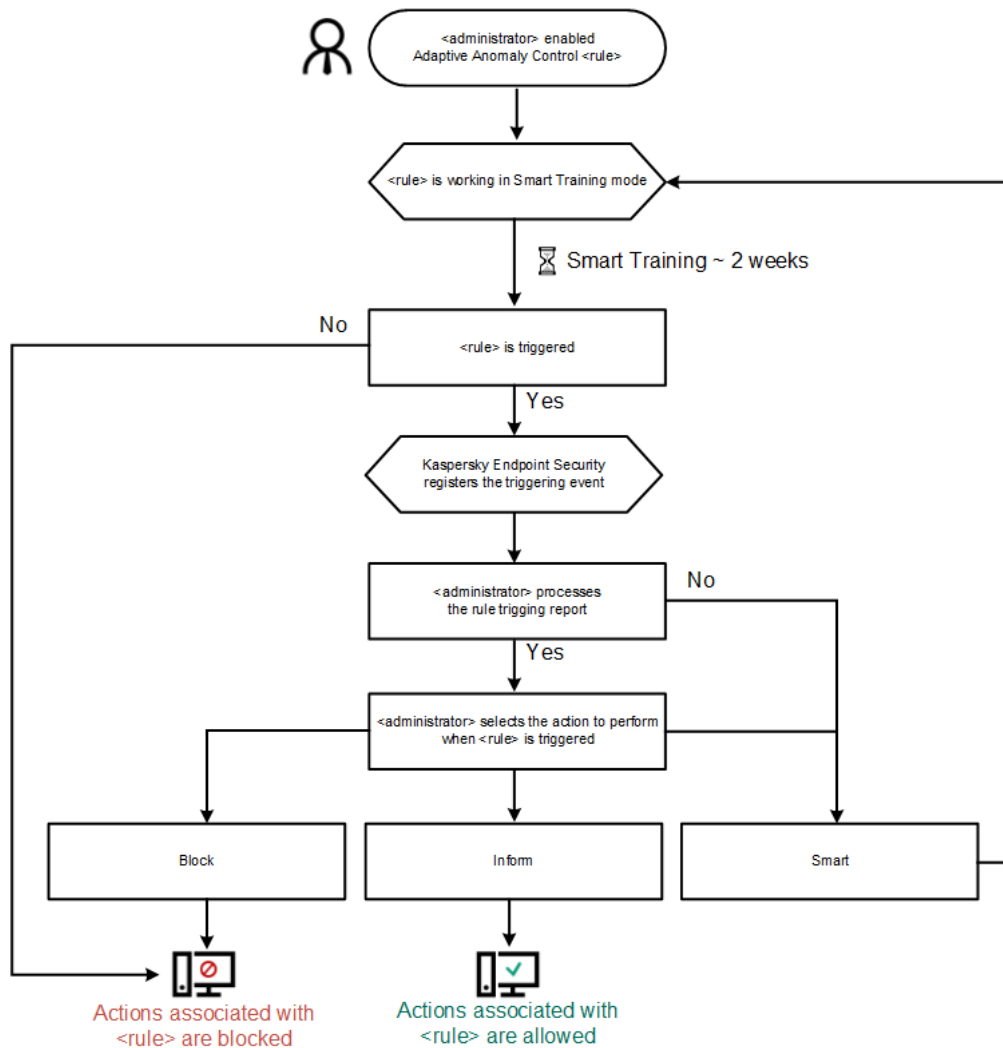 <administrator> enabled
Adaptive Anomaly Control <rule>
<rule> is working in Smart Training mode
Smart Training ~ 2 weeks
No
<rule> is triggered
Yes
Kaspersky Endpoint Security
registers the triggering event
<administrator> processes
the rule trigging report
No
Yes
<administrator> selects the action to perform
when <rule> is triggered
Block
Inform
Smart
Actions associated with
<rule> are blocked
Actions associated with
<rule> are allowed